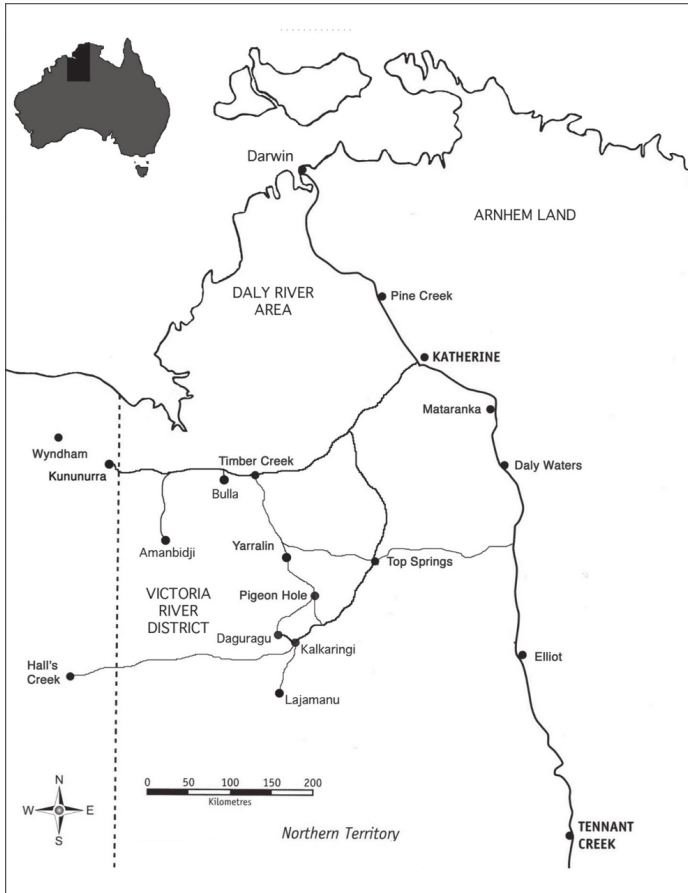 Darwin
ARNHEM LAND
DALY RIVER
AREA
Pine Creek
KATHERINE
Mataranka
Wyndham
Kununurra
Timber Creek
Daly Waters
Bulla
Amanbidji
Yarralin
Top Springs
VICTORIA
RIVER
DISTRICT
Pigeon Hole
Daguragu
Kalkaringi
Elliot
Hall's
Creek
Lajamanu
N
W E
S
0 50 100 150 200
Kilometres
Northern Territory
TENNANT
CREEK